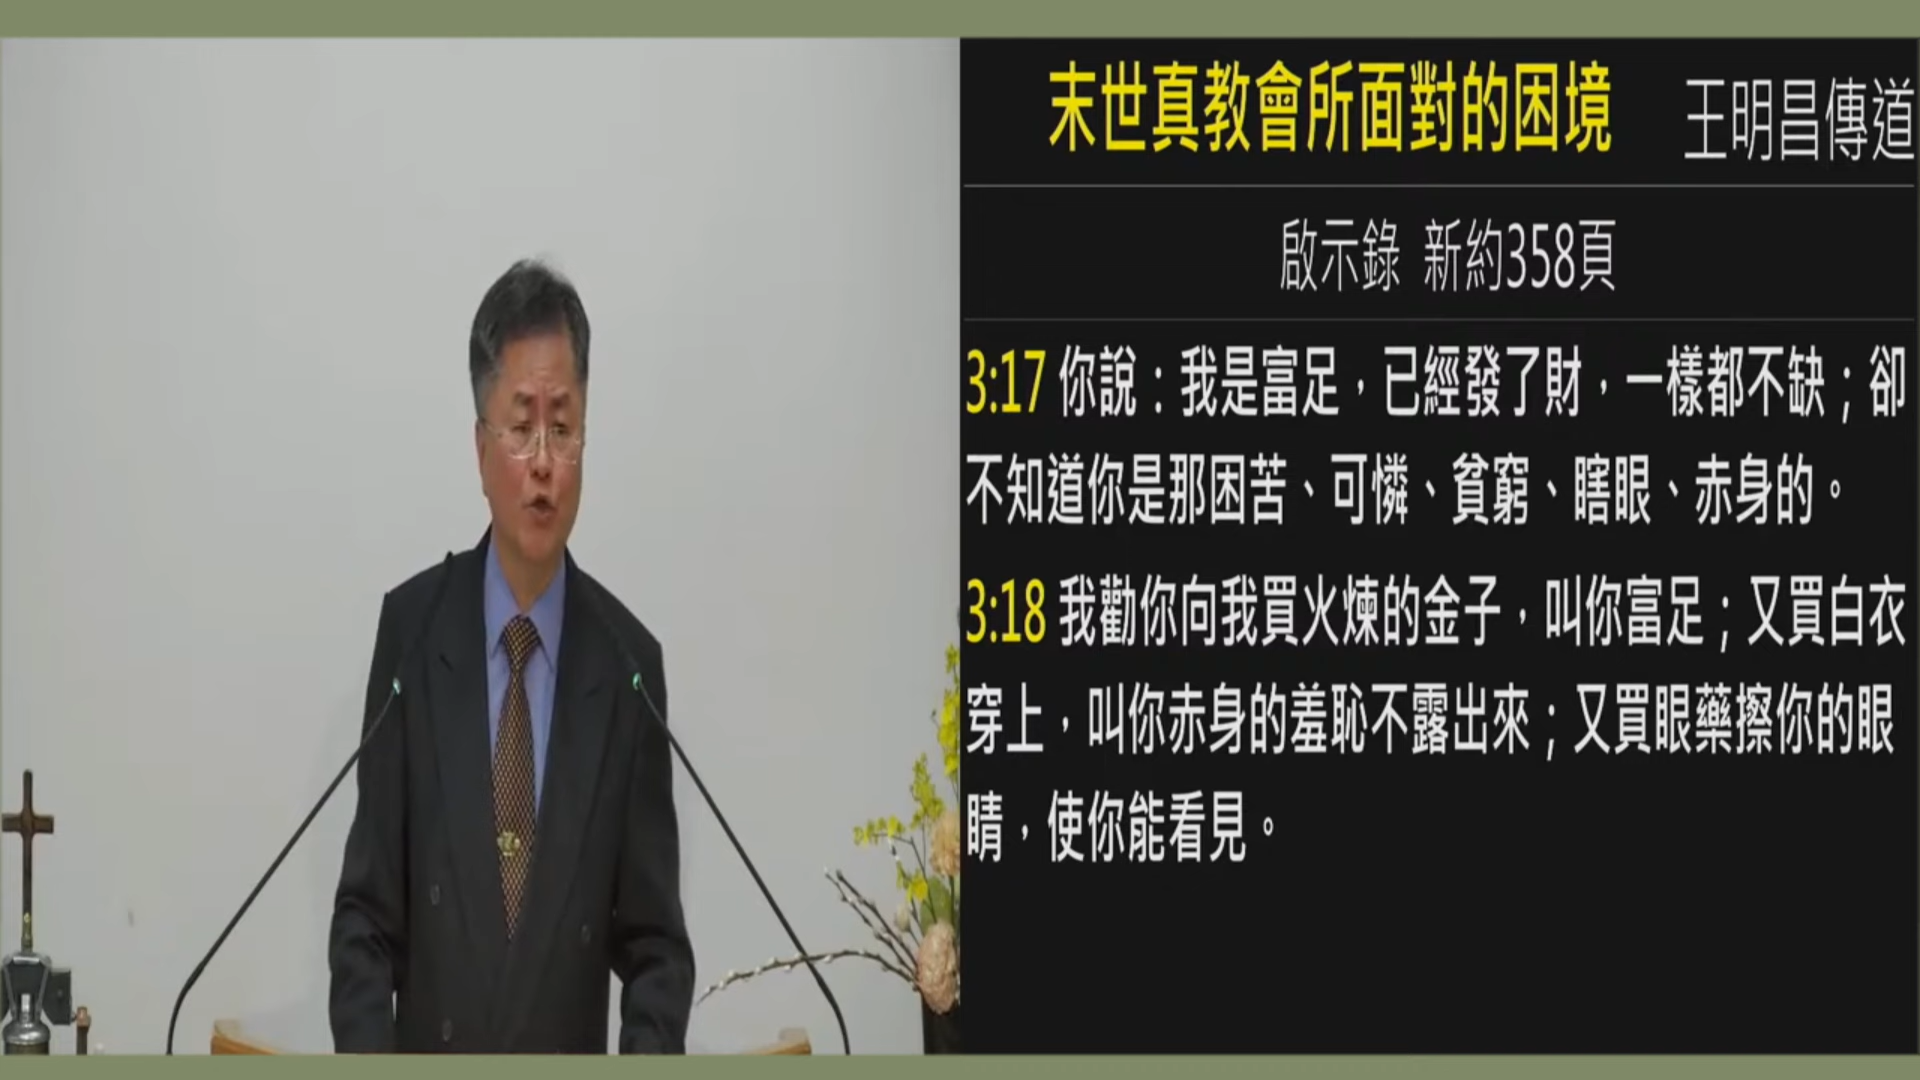 末世真教會所面對的困境 王明昌傳道
啟示錄 新約358頁
3:17 你說：我是富足，已經發了財，一樣都不缺；卻
不知道你是那困苦、可憐、貧窮、瞎眼、赤身的。
3:18 我勸你向我買火煉的金子，叫你富足；又買白衣
穿上，叫你赤身的羞恥不露出來；又買眼藥擦你的眼
睛，使你能看見。